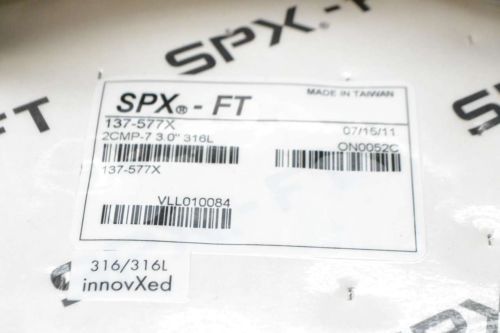 SPX.-FT
SPX®-FT
MADE IN TAIWAN
137-577X
07/15/11
2CMP-7 3.0" 316L
ON0052C
137-577X
VLL010084
316/316L
innovXed